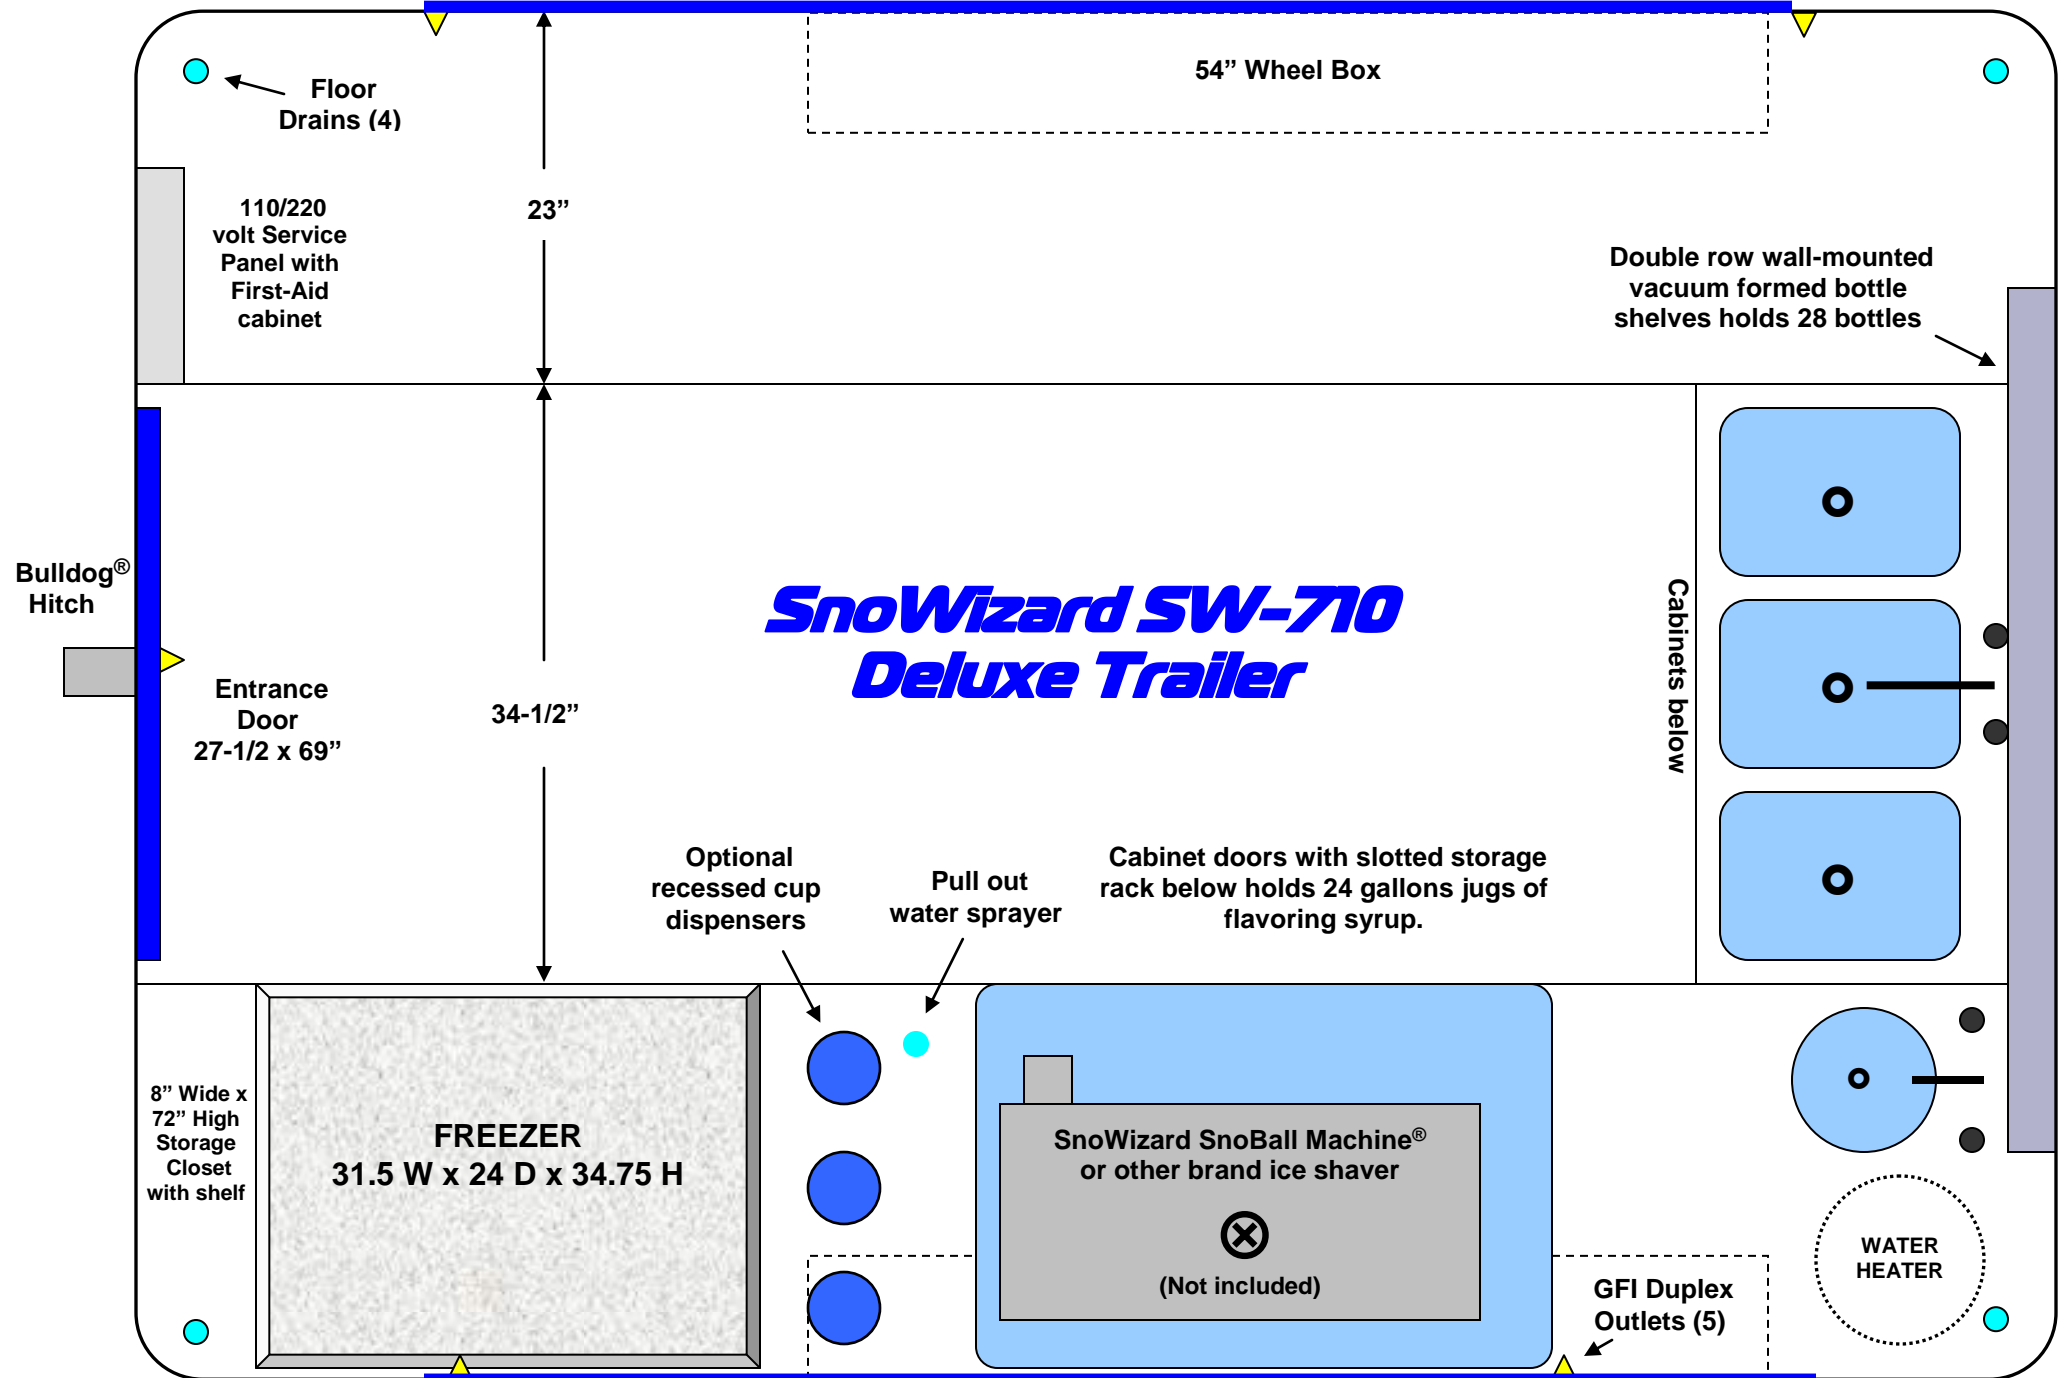 54” Wheel Box
Floor
Drains (4)
110/220
volt Service
Panel with
First-Aid
cabinet
23”
Double row wall-mounted
vacuum formed bottle
shelves holds 28 bottles
Bulldog®
Hitch
Entrance
Door
27-1/2 x 69”
34-1/2”
SnoWizard SW-710
Deluxe Trailer
Cabinets below
Optional
recessed cup
dispensers
Pull out
water sprayer
Cabinet doors with slotted storage
rack below holds 24 gallons jugs of
flavoring syrup.
8” Wide x
72” High
Storage
Closet
with shelf
FREEZER
31.5 W x 24 D x 34.75 H
SnoWizard SnoBall Machine®
or other brand ice shaver
(Not included)
GFI Duplex
Outlets (5)
WATER
HEATER